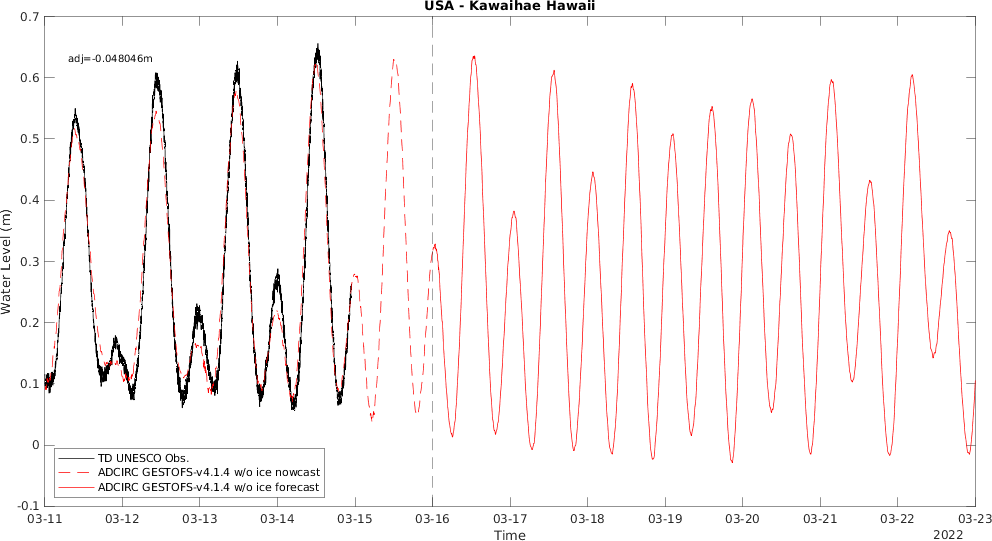 USA - Kawaihae Hawaii
0.7
0.6
0.5
0.4
0.3
0.2
0.1
0
-0.1
Water Level (m)
adj=-0.048046m
TD UNESCO Obs.
ADCIRC GESTOFS-v4.1.4 w/o ice nowcast
ADCIRC GESTOFS-v4.1.4 w/o ice forecast
03-11 03-12 03-13 03-14 03-15 03-16 03-17 03-18 03-19 03-20 03-21 03-22 03-23
Time
2022